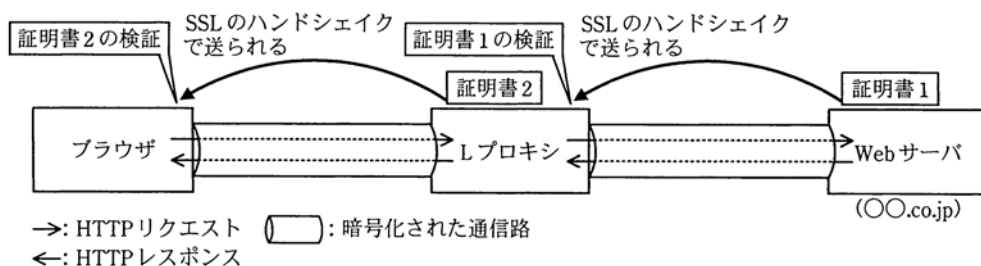 SSLのハンドシェイク
で送られる
SSLのハンドシェイク
で送られる
証明書2の検証
証明書1の検証
証明書2
証明書1
ブラウザ
Lプロキシ
Webサーバ
(○○.co.jp)
→: HTTPリクエスト
: 暗号化された通信路
←: HTTPレスポンス